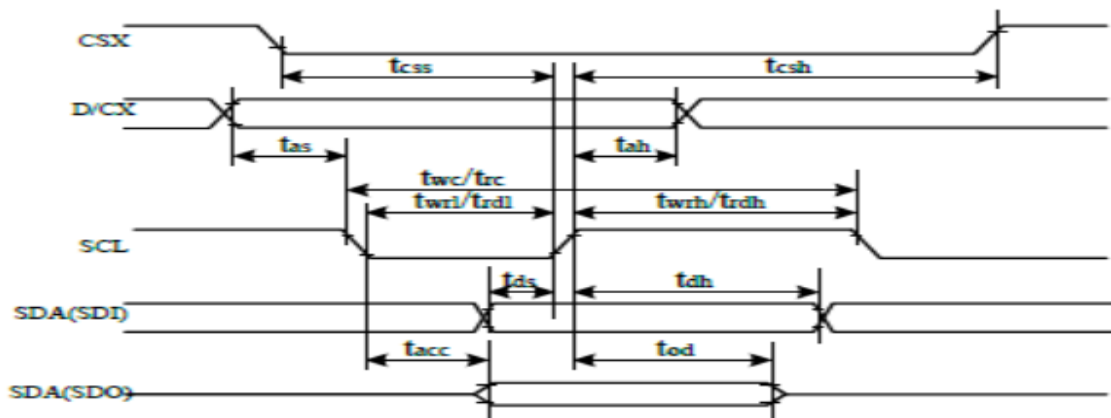 CSX
tcss
tcsh
D/CX
tas
tah
twc/trc
twrl/trdl
twrh/trdh
SCL
tds
tdh
SDA(SDI)
tacc
tod
SDA(SDO)